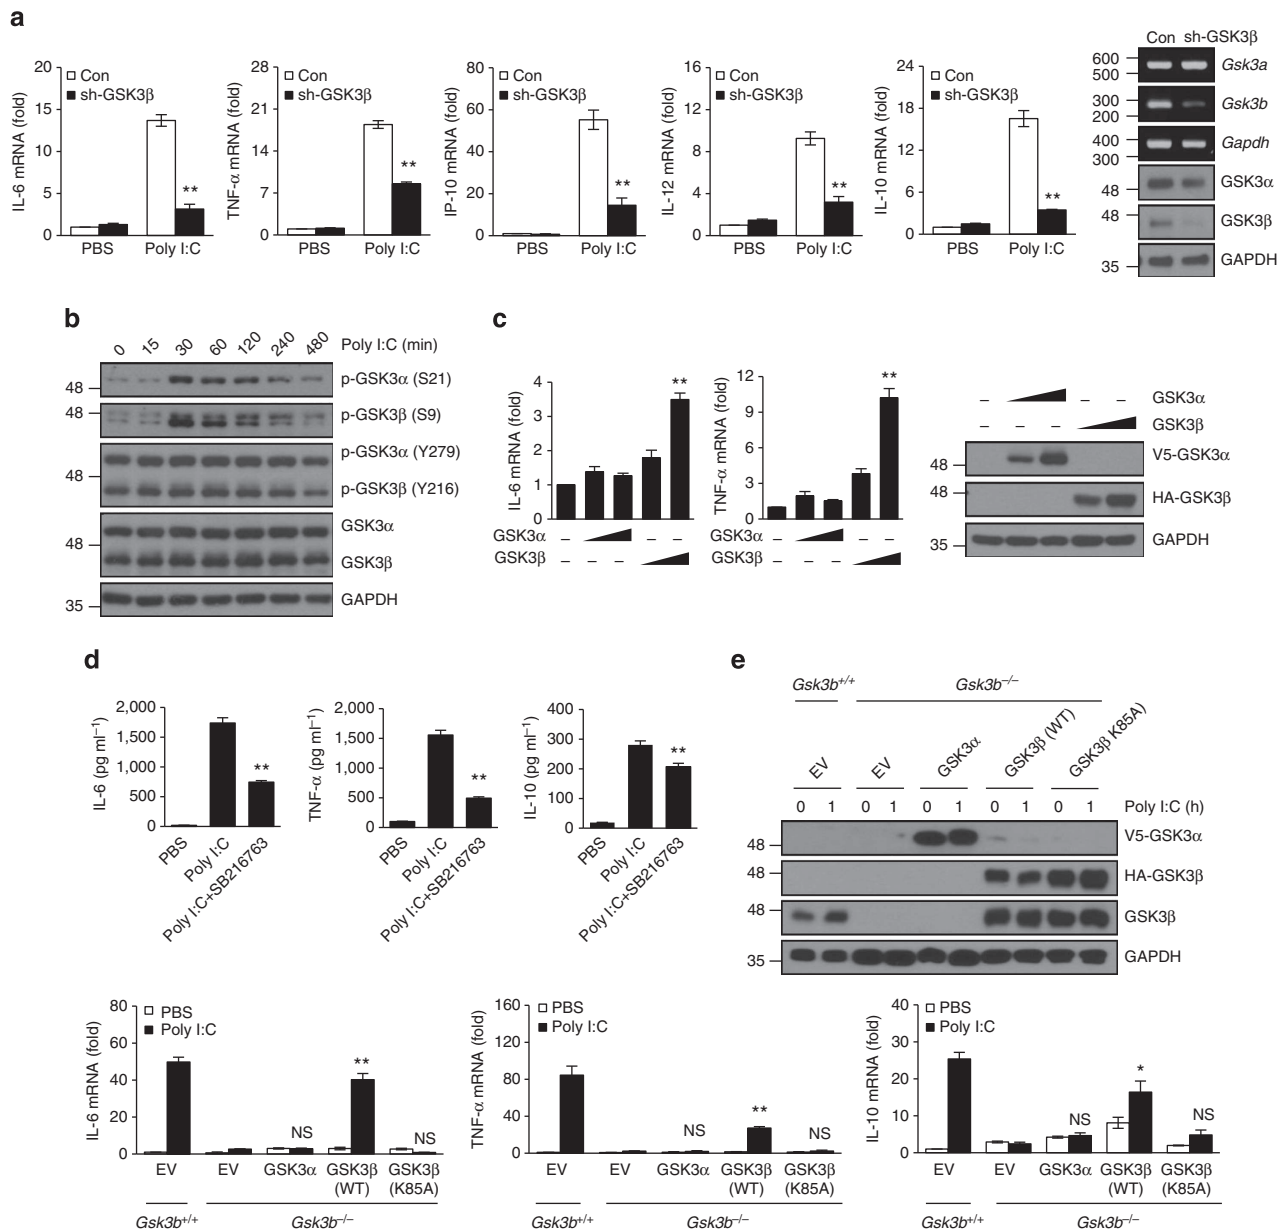 a
20
15
10
5
0
IL-6 mRNA (fold)
Con
sh-GSK3β
**
PBS
Poly I:C
28
21
14
7
0
TNF-α mRNA (fold)
Con
sh-GSK3β
**
PBS
Poly I:C
80
60
40
20
0
IP-10 mRNA (fold)
Con
sh-GSK3β
**
PBS
Poly I:C
16
12
8
4
0
IL-12 mRNA (fold)
Con
sh-GSK3β
**
PBS
Poly I:C
24
18
12
6
0
IL-10 mRNA (fold)
Con
sh-GSK3β
**
PBS
Poly I:C
Con sh-GSK3β
600
500
Gsk3a
300
200
Gsk3b
400
300
Gapdh
48
GSK3α
48
GSK3β
35
GAPDH
b
0 15 30 60 120 240 480 Poly I:C (min)
48
p-GSK3α (S21)
48
p-GSK3β (S9)
p-GSK3α (Y279)
48
p-GSK3β (Y216)
GSK3α
48
GSK3β
35
GAPDH
c
4
3
2
1
0
IL-6 mRNA (fold)
**
GSK3α – – –
GSK3β – – –
12
9
6
3
0
TNF-α mRNA (fold)
**
GSK3α – – –
GSK3β – – –
– – – GSK3α
– – – GSK3β
48
V5-GSK3α
48
HA-GSK3β
35
GAPDH
d
2,000
1,500
1,000
500
0
IL-6 (pg ml−1)
**
PBS
Poly I:C
Poly I:C+SB216763
2,000
1,500
1,000
500
0
TNF-α (pg ml−1)
**
PBS
Poly I:C
Poly I:C+SB216763
400
300
200
100
0
IL-10 (pg ml−1)
**
PBS
Poly I:C
Poly I:C+SB216763
e
Gsk3b+/+ Gsk3b−/−
EV EV GSK3α GSK3β (WT) GSK3β K85A)
0 1 0 1 0 1 0 1 0 1 Poly I:C (h)
48
V5-GSK3α
48
HA-GSK3β
48
GSK3β
35
GAPDH
80
60
40
20
0
IL-6 mRNA (fold)
PBS
Poly I:C
NS
**
NS
EV EV GSK3α GSK3β GSK3β
(WT) (K85A)
Gsk3b+/+ Gsk3b−/−
160
120
80
40
0
TNF-α mRNA (fold)
PBS
Poly I:C
NS
**
NS
EV EV GSK3α GSK3β GSK3β
(WT) (K85A)
Gsk3b+/+ Gsk3b−/−
40
30
20
10
0
IL-10 mRNA (fold)
PBS
Poly I:C
NS
*
NS
EV EV GSK3α GSK3β GSK3β
(WT) (K85A)
Gsk3b+/+ Gsk3b−/−